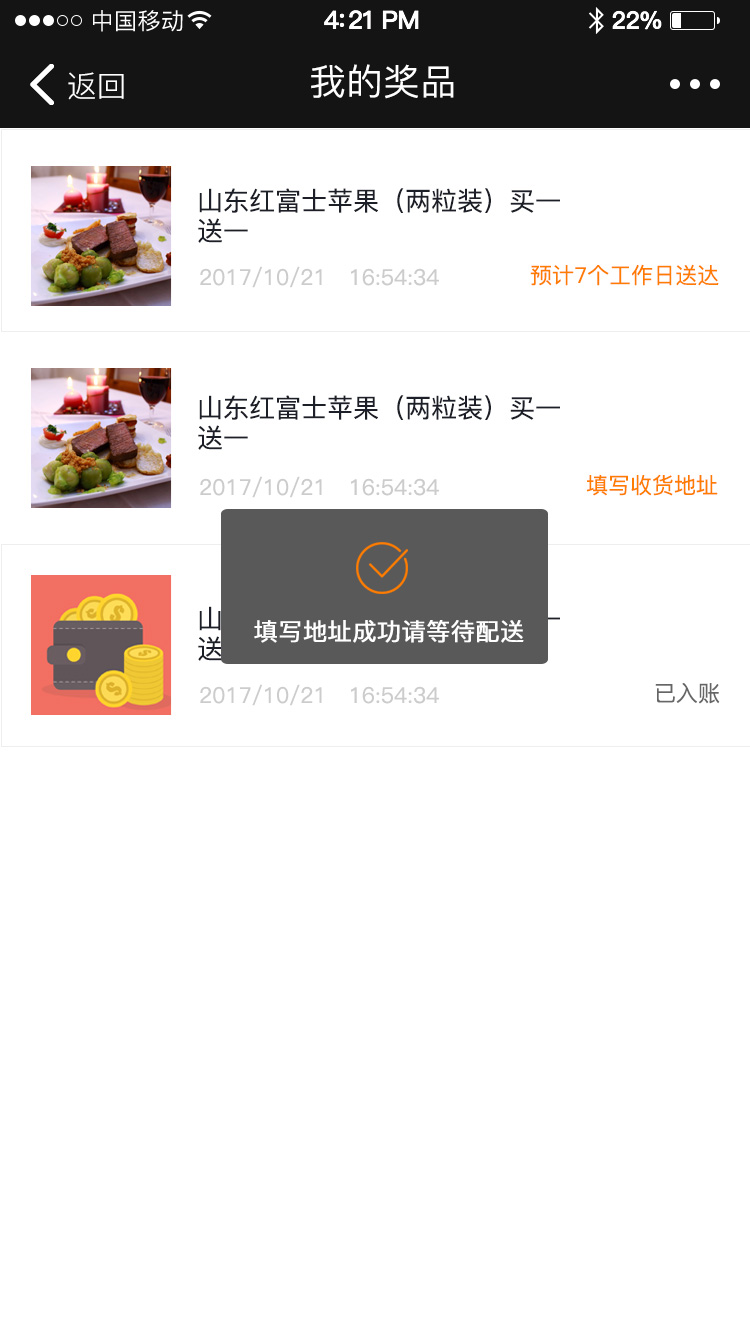 中国移动
4:21 PM
22%
返回
我的奖品
山东红富士苹果（两粒装）买一
送一
2017/10/21 16:54:34
预计7个工作日送达
山东红富士苹果（两粒装）买一
送一
2017/10/21 16:54:34
填写收货地址
山
一
送
填写地址成功请等待配送
2017/10/21 16:54:34
已入账